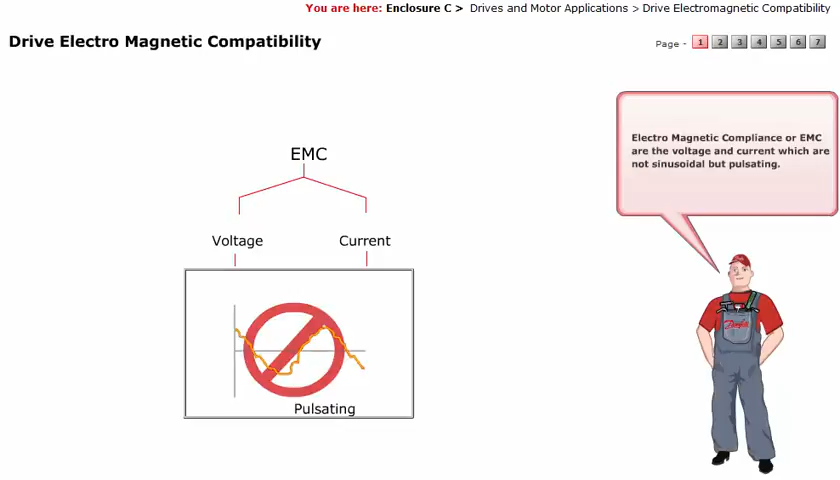 You are here: Enclosure C > Drives and Motor Applications > Drive Electromagnetic Compatibility
Drive Electro Magnetic Compatibility
Page - 1 2 3 4 5 6 7
Electro Magnetic Compliance or EMC
are the voltage and current which are
not sinusoidal but pulsating.
EMC
Voltage Current
Pulsating
Danfoss